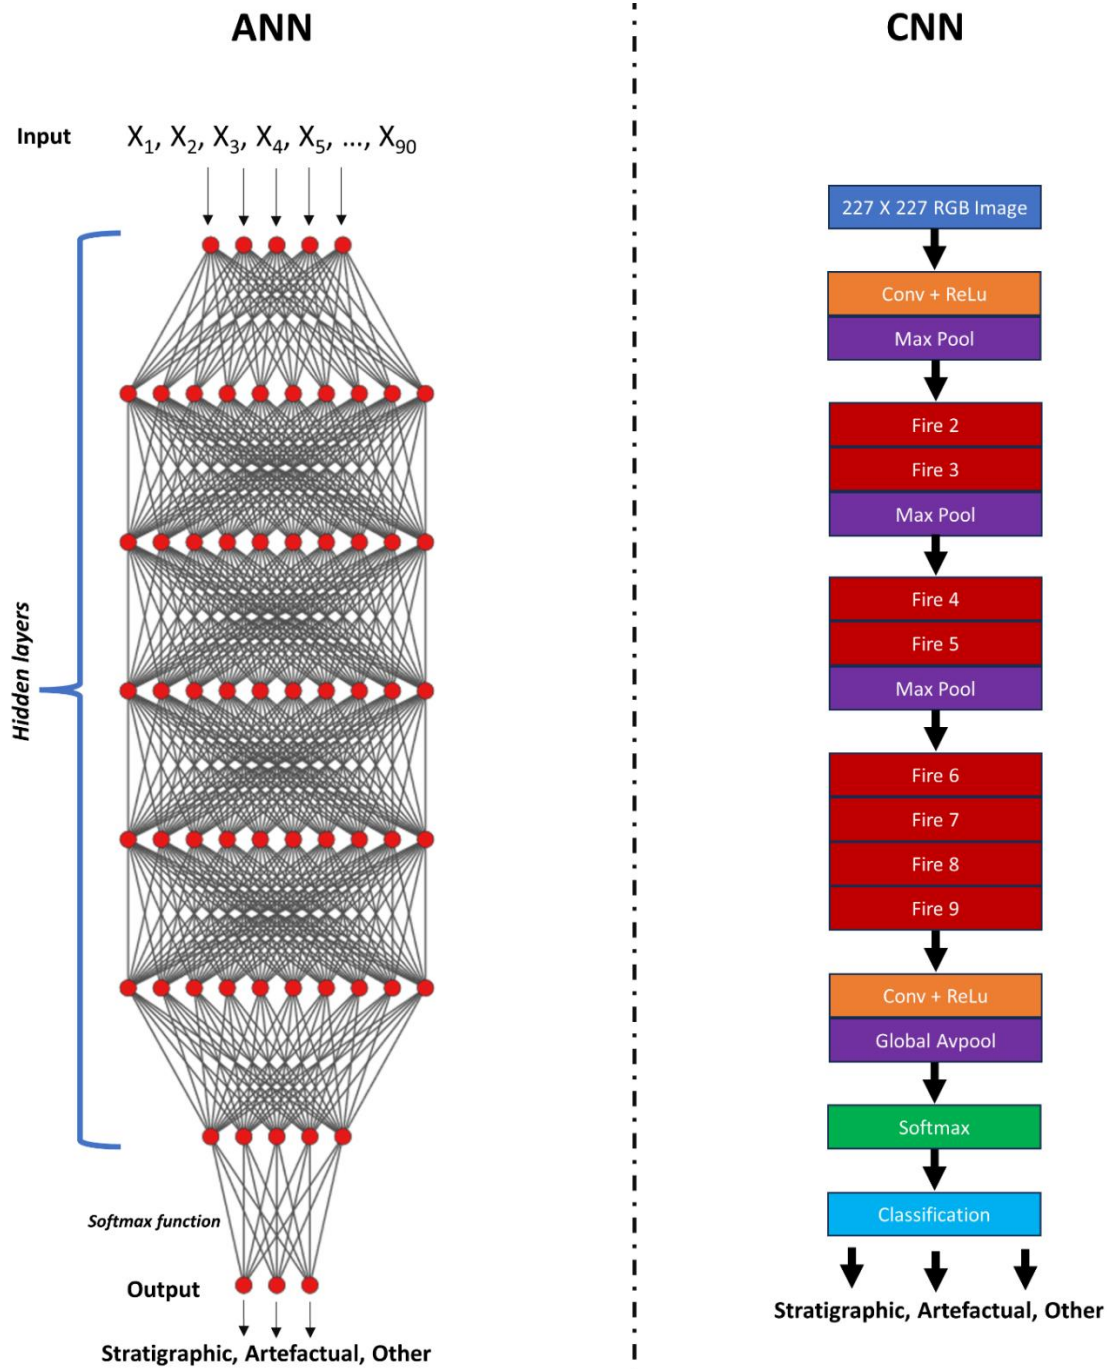 ANN
Input
X₁, X₂, X₃, X₄, X₅, ..., X₉₀
Hidden layers
Softmax function
Output
Stratigraphic, Artefactual, Other
CNN
227 X 227 RGB Image
Conv + ReLu
Max Pool
Fire 2
Fire 3
Max Pool
Fire 4
Fire 5
Max Pool
Fire 6
Fire 7
Fire 8
Fire 9
Conv + ReLu
Global Avpool
Softmax
Classification
Stratigraphic, Artefactual, Other